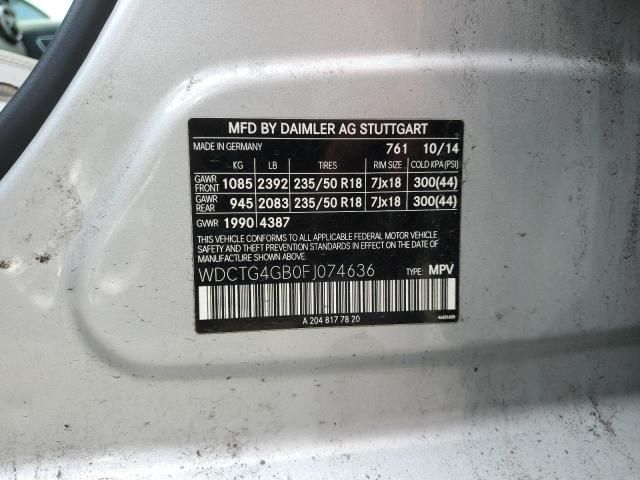 MFD BY DAIMLER AG STUTTGART
MADE IN GERMANY 761 10/14
KG LB TIRES RIM SIZE COLD KPA (PSI)
GAWR FRONT 1085 2392 235/50 R18 7Jx18 300(44)
GAWR REAR 945 2083 235/50 R18 7Jx18 300(44)
GVWR 1990 4387
THIS VEHICLE CONFORMS TO ALL APPLICABLE FEDERAL MOTOR VEHICLE
SAFETY AND THEFT PREVENTION STANDARDS IN EFFECT ON THE DATE
OF MANUFACTURE SHOWN ABOVE.
WDCTG4GB0FJ074636 TYPE: MPV
A 204 817 78 20